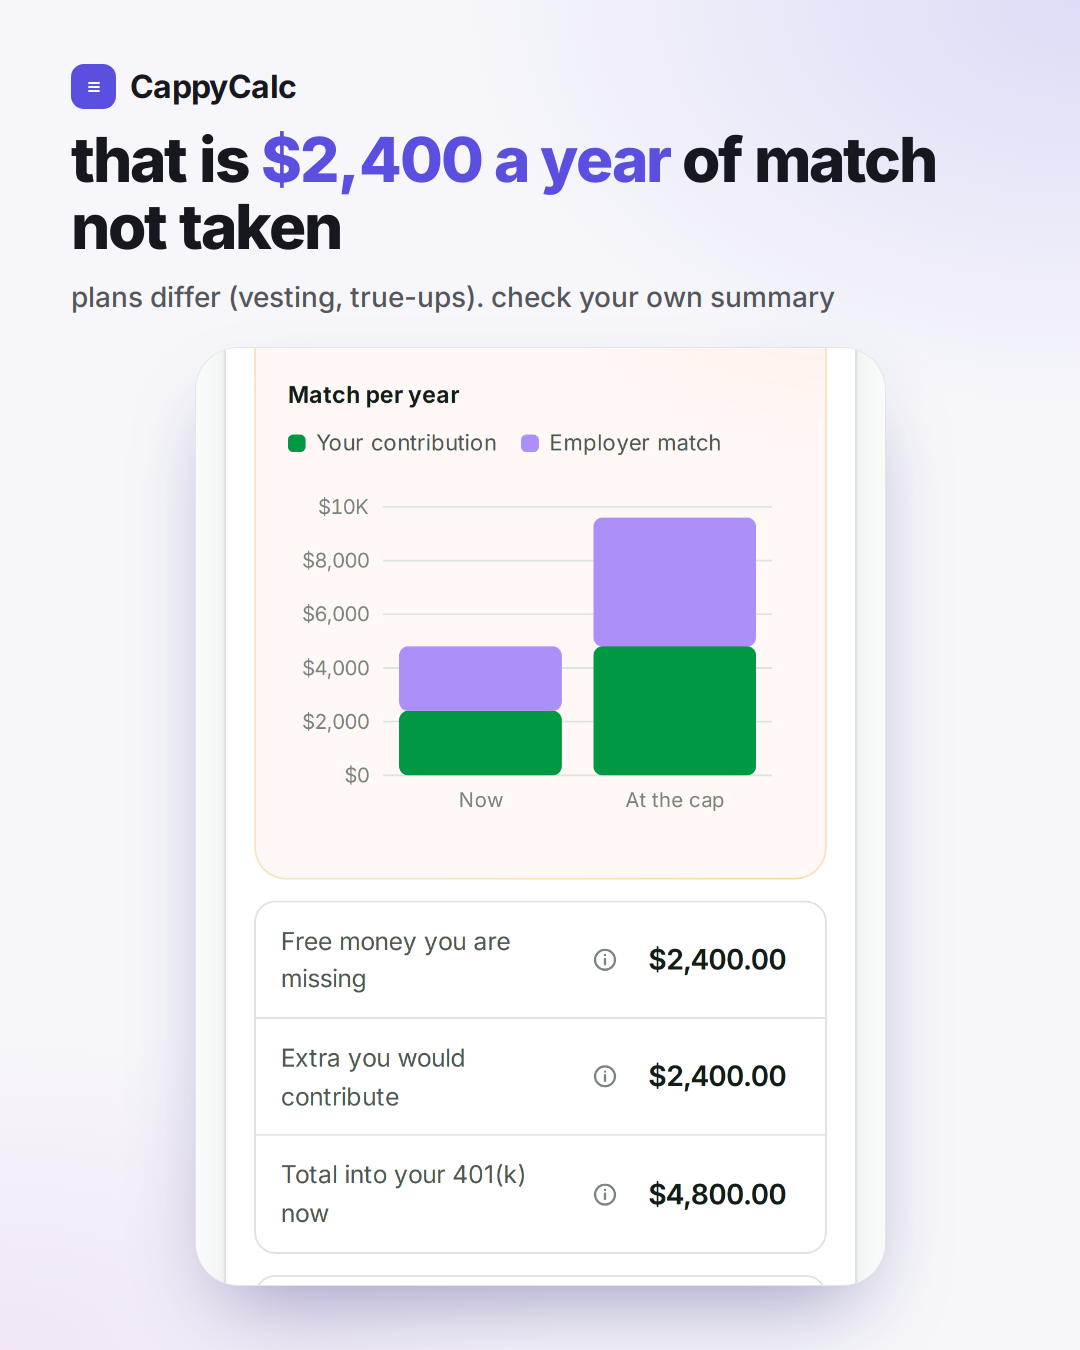 CappyCalc
that is $2,400 a year of match
not taken
plans differ (vesting, true-ups). check your own summary
Match per year
Your contribution Employer match
$10K
$8,000
$6,000
$4,000
$2,000
$0
Now At the cap
Free money you are
missing
$2,400.00
Extra you would
contribute
$2,400.00
Total into your 401(k)
now
$4,800.00